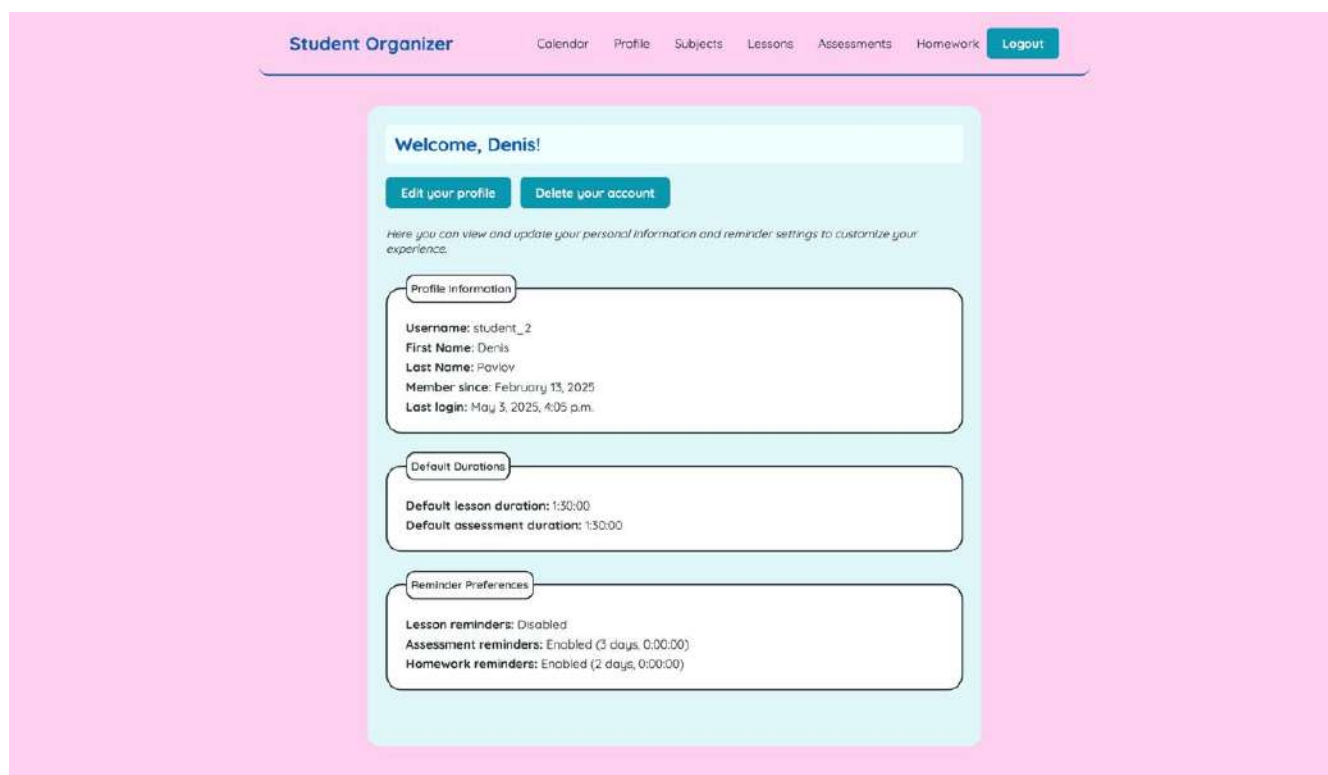 Student Organizer
Calendar Profile Subjects Lessons Assessments Homework Logout
Welcome, Denis!
Edit your profile Delete your account
Here you can view and update your personal information and reminder settings to customize your
experience.
Profile Information
Username: student_2
First Name: Denis
Last Name: Pavlov
Member since: February 13, 2025
Last login: May 3, 2025, 4:05 p.m.
Default Durations
Default lesson duration: 1:30:00
Default assessment duration: 1:30:00
Reminder Preferences
Lesson reminders: Disabled
Assessment reminders: Enabled (3 days, 0:00:00)
Homework reminders: Enabled (2 days, 0:00:00)